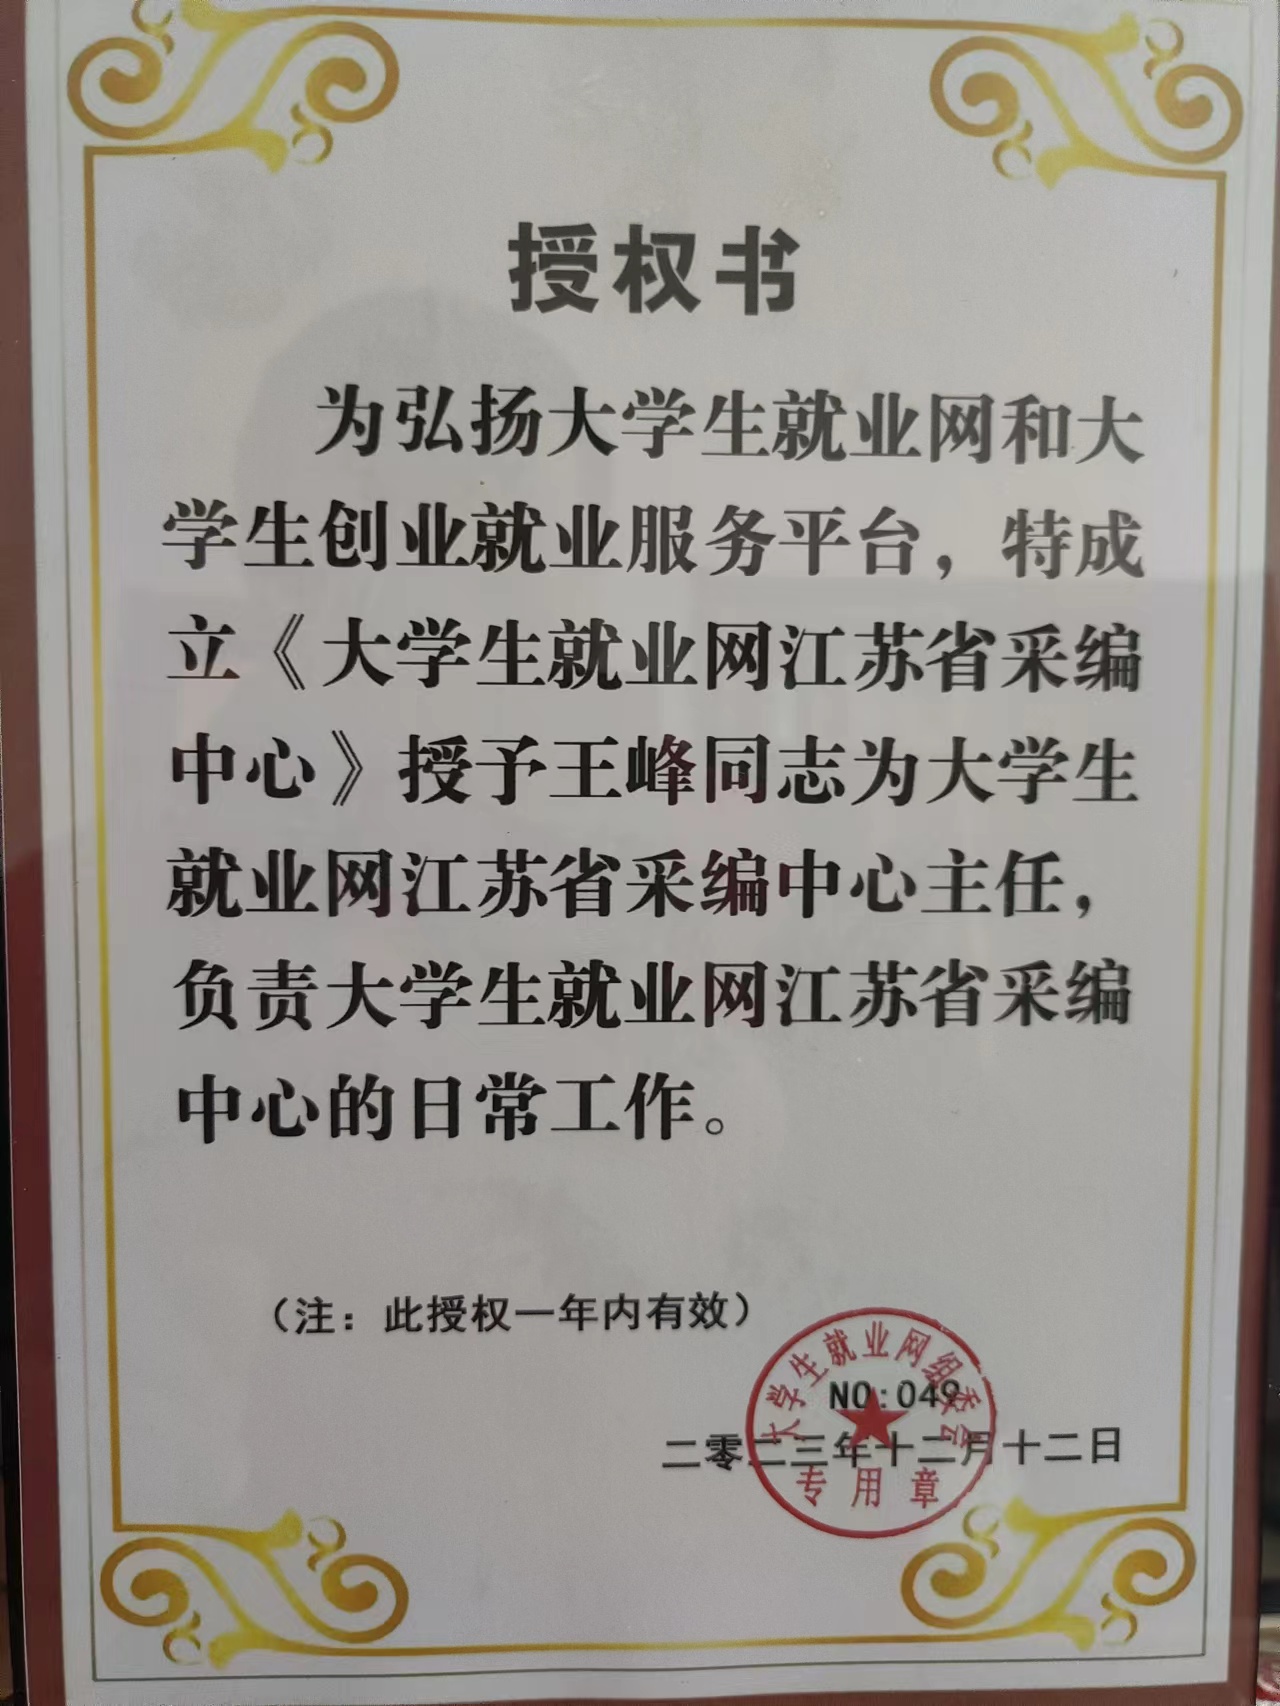 授权书
为弘扬大学生就业网和大
学生创业就业服务平台，特成
立《大学生就业网江苏省采编
中心》授予王峰同志为大学生
就业网江苏省采编中心主任，
负责大学生就业网江苏省采编
中心的日常工作。
（注：此授权一年内有效）
大学生就业网组委会
NO:049
二零二三年十二月十二日
专用章